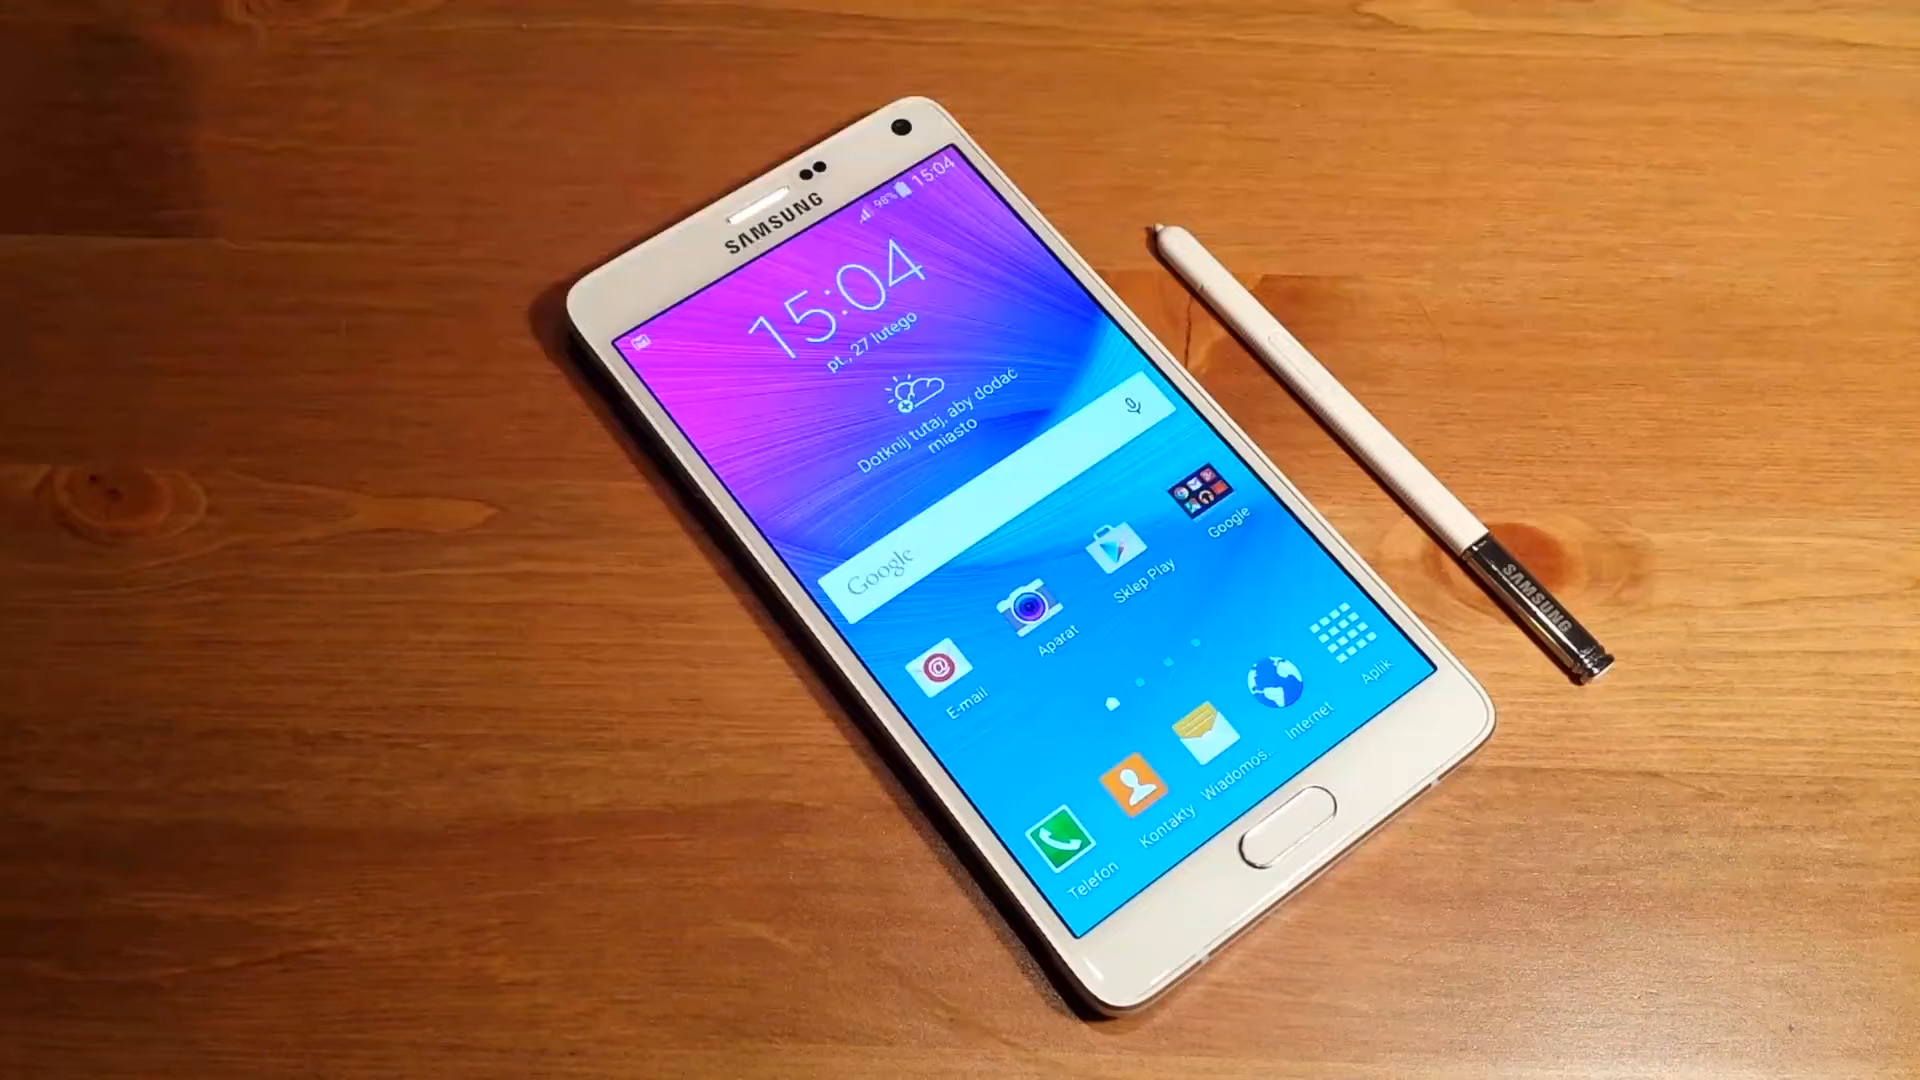 SAMSUNG
98% 15:04
15:04
pt., 27 lutego
Dotknij tutaj, aby dodać
miasto
Google
E-mail
Aparat
Sklep Play
Google
Telefon
Kontakty
Wiadomoś...
Internet
Aplik.
SAMSUNG